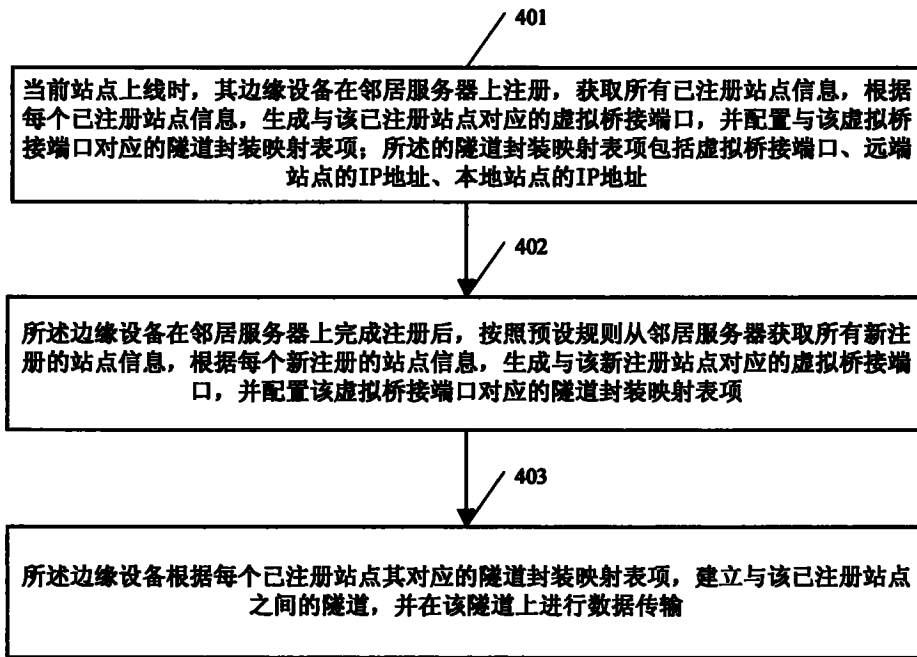 401
当前站点上线时，其边缘设备在邻居服务器上注册，获取所有已注册站点信息，根据
每个已注册站点信息，生成与该已注册站点对应的虚拟桥接端口，并配置与该虚拟桥
接端口对应的隧道封装映射表项；所述的隧道封装映射表项包括虚拟桥接端口、远端
站点的IP地址、本地站点的IP地址
402
所述边缘设备在邻居服务器上完成注册后，按照预设规则从邻居服务器获取所有新注
册的站点信息，根据每个新注册的站点信息，生成与该新注册站点对应的虚拟桥接端
口，并配置该虚拟桥接端口对应的隧道封装映射表项
403
所述边缘设备根据每个已注册站点其对应的隧道封装映射表项，建立与该已注册站点
之间的隧道，并在该隧道上进行数据传输